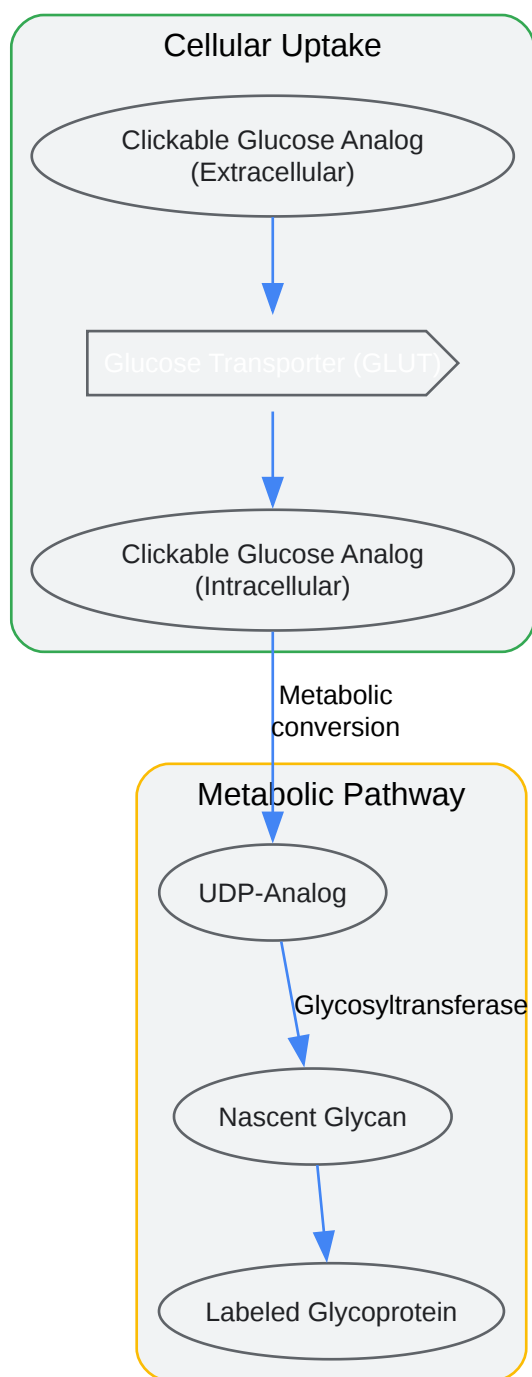 Cellular Uptake
Clickable Glucose Analog
(Extracellular)
Glucose Transporter (GLUT)
Clickable Glucose Analog
(Intracellular)
Metabolic
conversion
Metabolic Pathway
UDP-Analog
Glycosyltransferase
Nascent Glycan
Labeled Glycoprotein